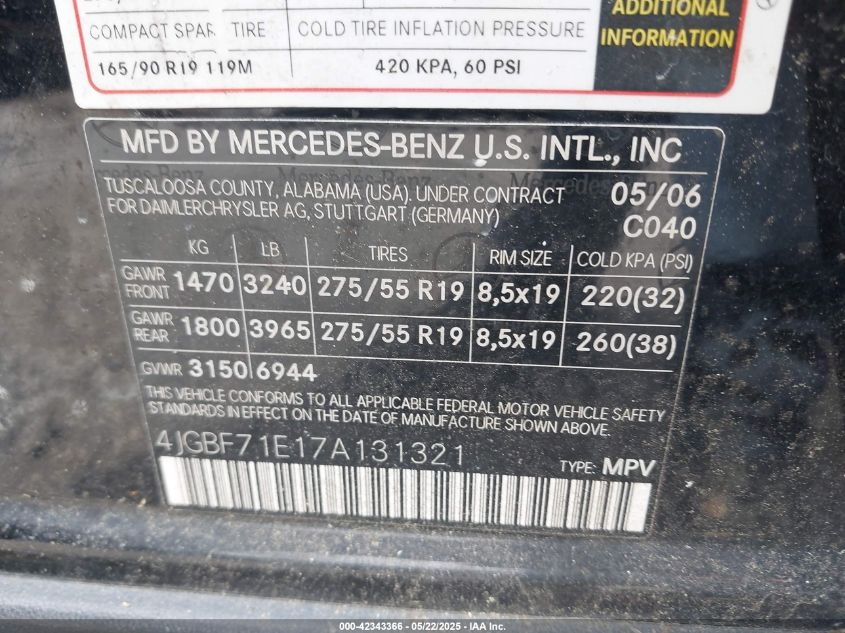 ADDITIONAL
INFORMATION
COMPACT SPAR TIRE COLD TIRE INFLATION PRESSURE
165/90 R19 119M 420 KPA, 60 PSI
MFD BY MERCEDES-BENZ U.S. INTL., INC
TUSCALOOSA COUNTY, ALABAMA (USA). UNDER CONTRACT 05/06
FOR DAIMLERCHRYSLER AG, STUTTGART (GERMANY) C040
KG LB TIRES RIM SIZE COLD KPA (PSI)
GAWR FRONT 1470 3240 275/55 R19 8,5x19 220(32)
GAWR REAR 1800 3965 275/55 R19 8,5x19 260(38)
GVWR 3150 6944
THIS VEHICLE CONFORMS TO ALL APPLICABLE FEDERAL MOTOR VEHICLE SAFETY
STANDARDS IN EFFECT ON THE DATE OF MANUFACTURE SHOWN ABOVE.
4JGBF71E17A131321
TYPE: MPV
000-42343366 - 05/22/2025 - IAA Inc.